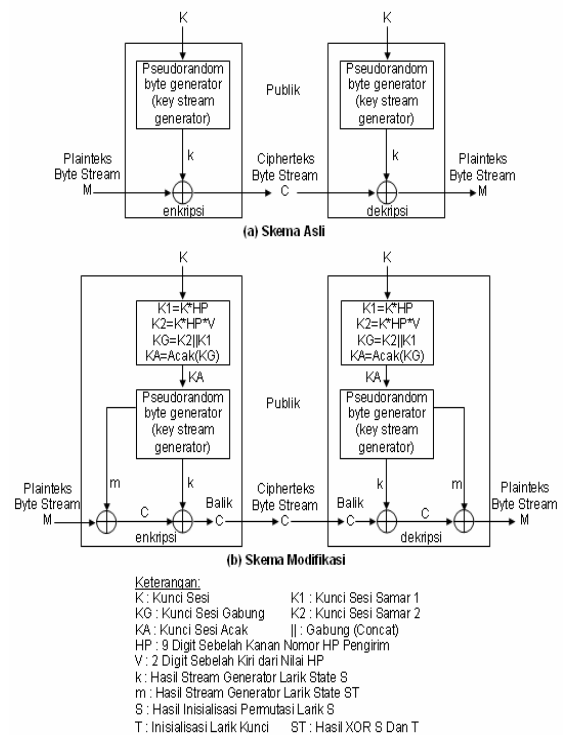 K
K
Pseudorandom
byte generator
(key stream
generator)
Publik
Pseudorandom
byte generator
(key stream
generator)
k
k
Plainteks
Byte Stream
M
Cipherteks
Byte Stream
C
Plainteks
Byte Stream
M
enkripsi
dekripsi
(a) Skema Asli
K
K
K1=K*HP
K2=K*HP*V
KG=K2||K1
KA=Acak(KG)
K1=K*HP
K2=K*HP*V
KG=K2||K1
KA=Acak(KG)
KA
KA
Pseudorandom
byte generator
(key stream
generator)
Publik
Pseudorandom
byte generator
(key stream
generator)
Plainteks
Byte Stream
M
m
C
k
Balik
C
Cipherteks
Byte Stream
C
Balik
C
k
C
m
Plainteks
Byte Stream
M
enkripsi
dekripsi
(b) Skema Modifikasi
Keterangan:
K : Kunci Sesi K1 : Kunci Sesi Samar 1
KG : Kunci Sesi Gabung K2 : Kunci Sesi Samar 2
KA : Kunci Sesi Acak || : Gabung (Concat)
HP : 9 Digit Sebelah Kanan Nomor HP Pengirim
V : 2 Digit Sebelah Kiri dari Nilai HP
k : Hasil Stream Generator Larik State S
m : Hasil Stream Generator Larik State ST
S : Hasil Inisialisasi Permutasi Larik S
T : Inisialisasi Larik Kunci ST : Hasil XOR S Dan T